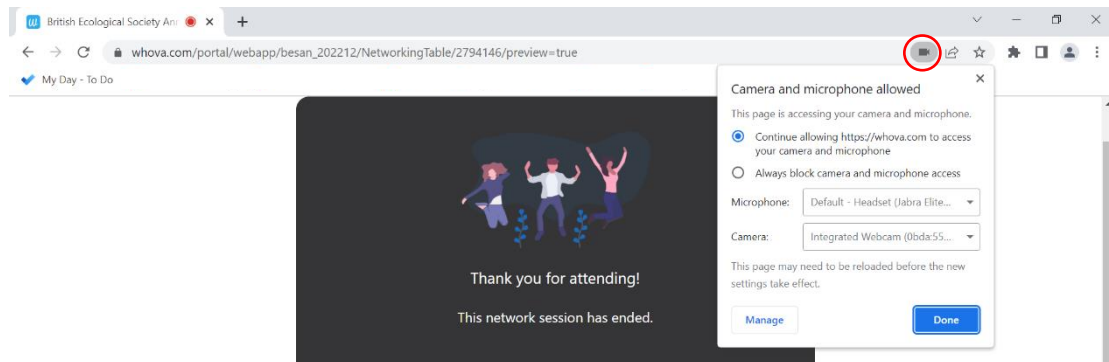 British Ecological Society Ann
whova.com/portal/webapp/besan_202212/NetworkingTable/2794146/preview=true
My Day - To Do
Camera and microphone allowed
This page is accessing your camera and microphone.
Continue allowing https://whova.com to access
your camera and microphone
Always block camera and microphone access
Microphone: Default - Headset (Jabra Elite...
Camera: Integrated Webcam (0bda:55...
This page may need to be reloaded before the new
settings take effect.
Manage Done
Thank you for attending!
This network session has ended.